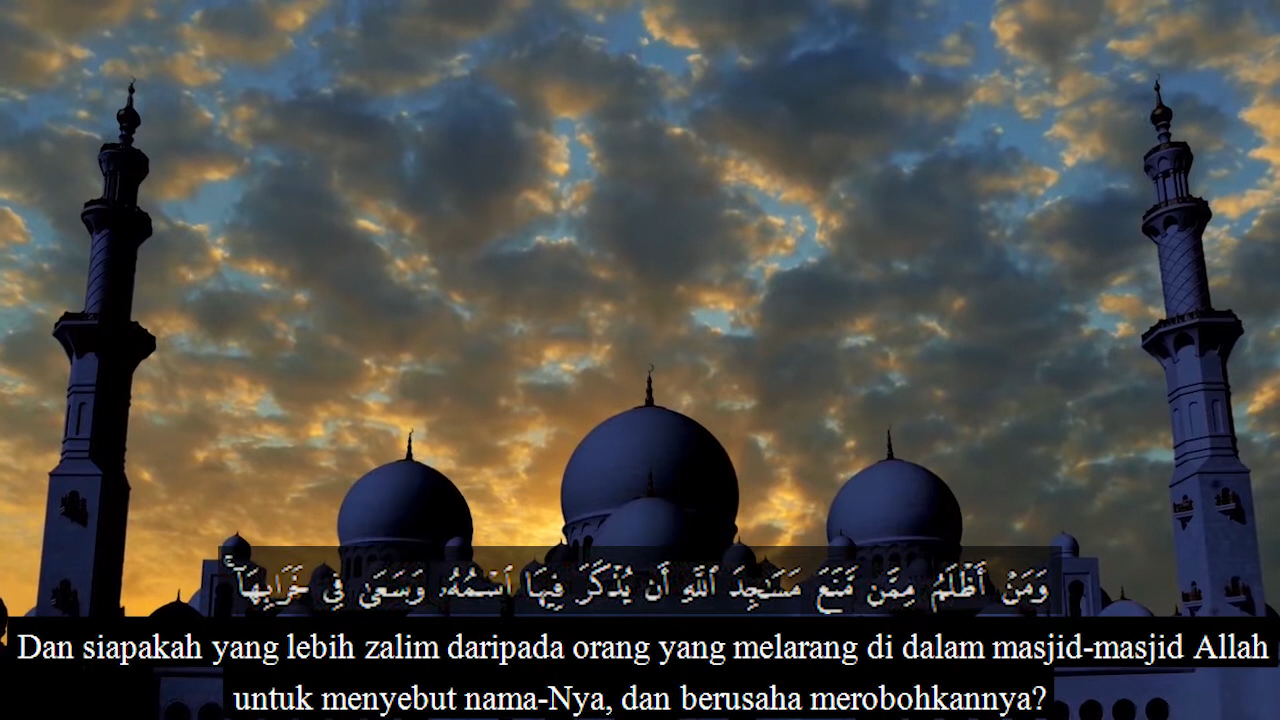 وَمَنْ أَظْلَمُ مِمَّن مَّنَعَ مَسَـٰجِدَ ٱللَّهِ أَن يُذْكَرَ فِيهَا ٱسْمُهُۥ وَسَعَىٰ فِى خَرَابِهَآ ۚ
Dan siapakah yang lebih zalim daripada orang yang melarang di dalam masjid-masjid Allah
untuk menyebut nama-Nya, dan berusaha merobohkannya?